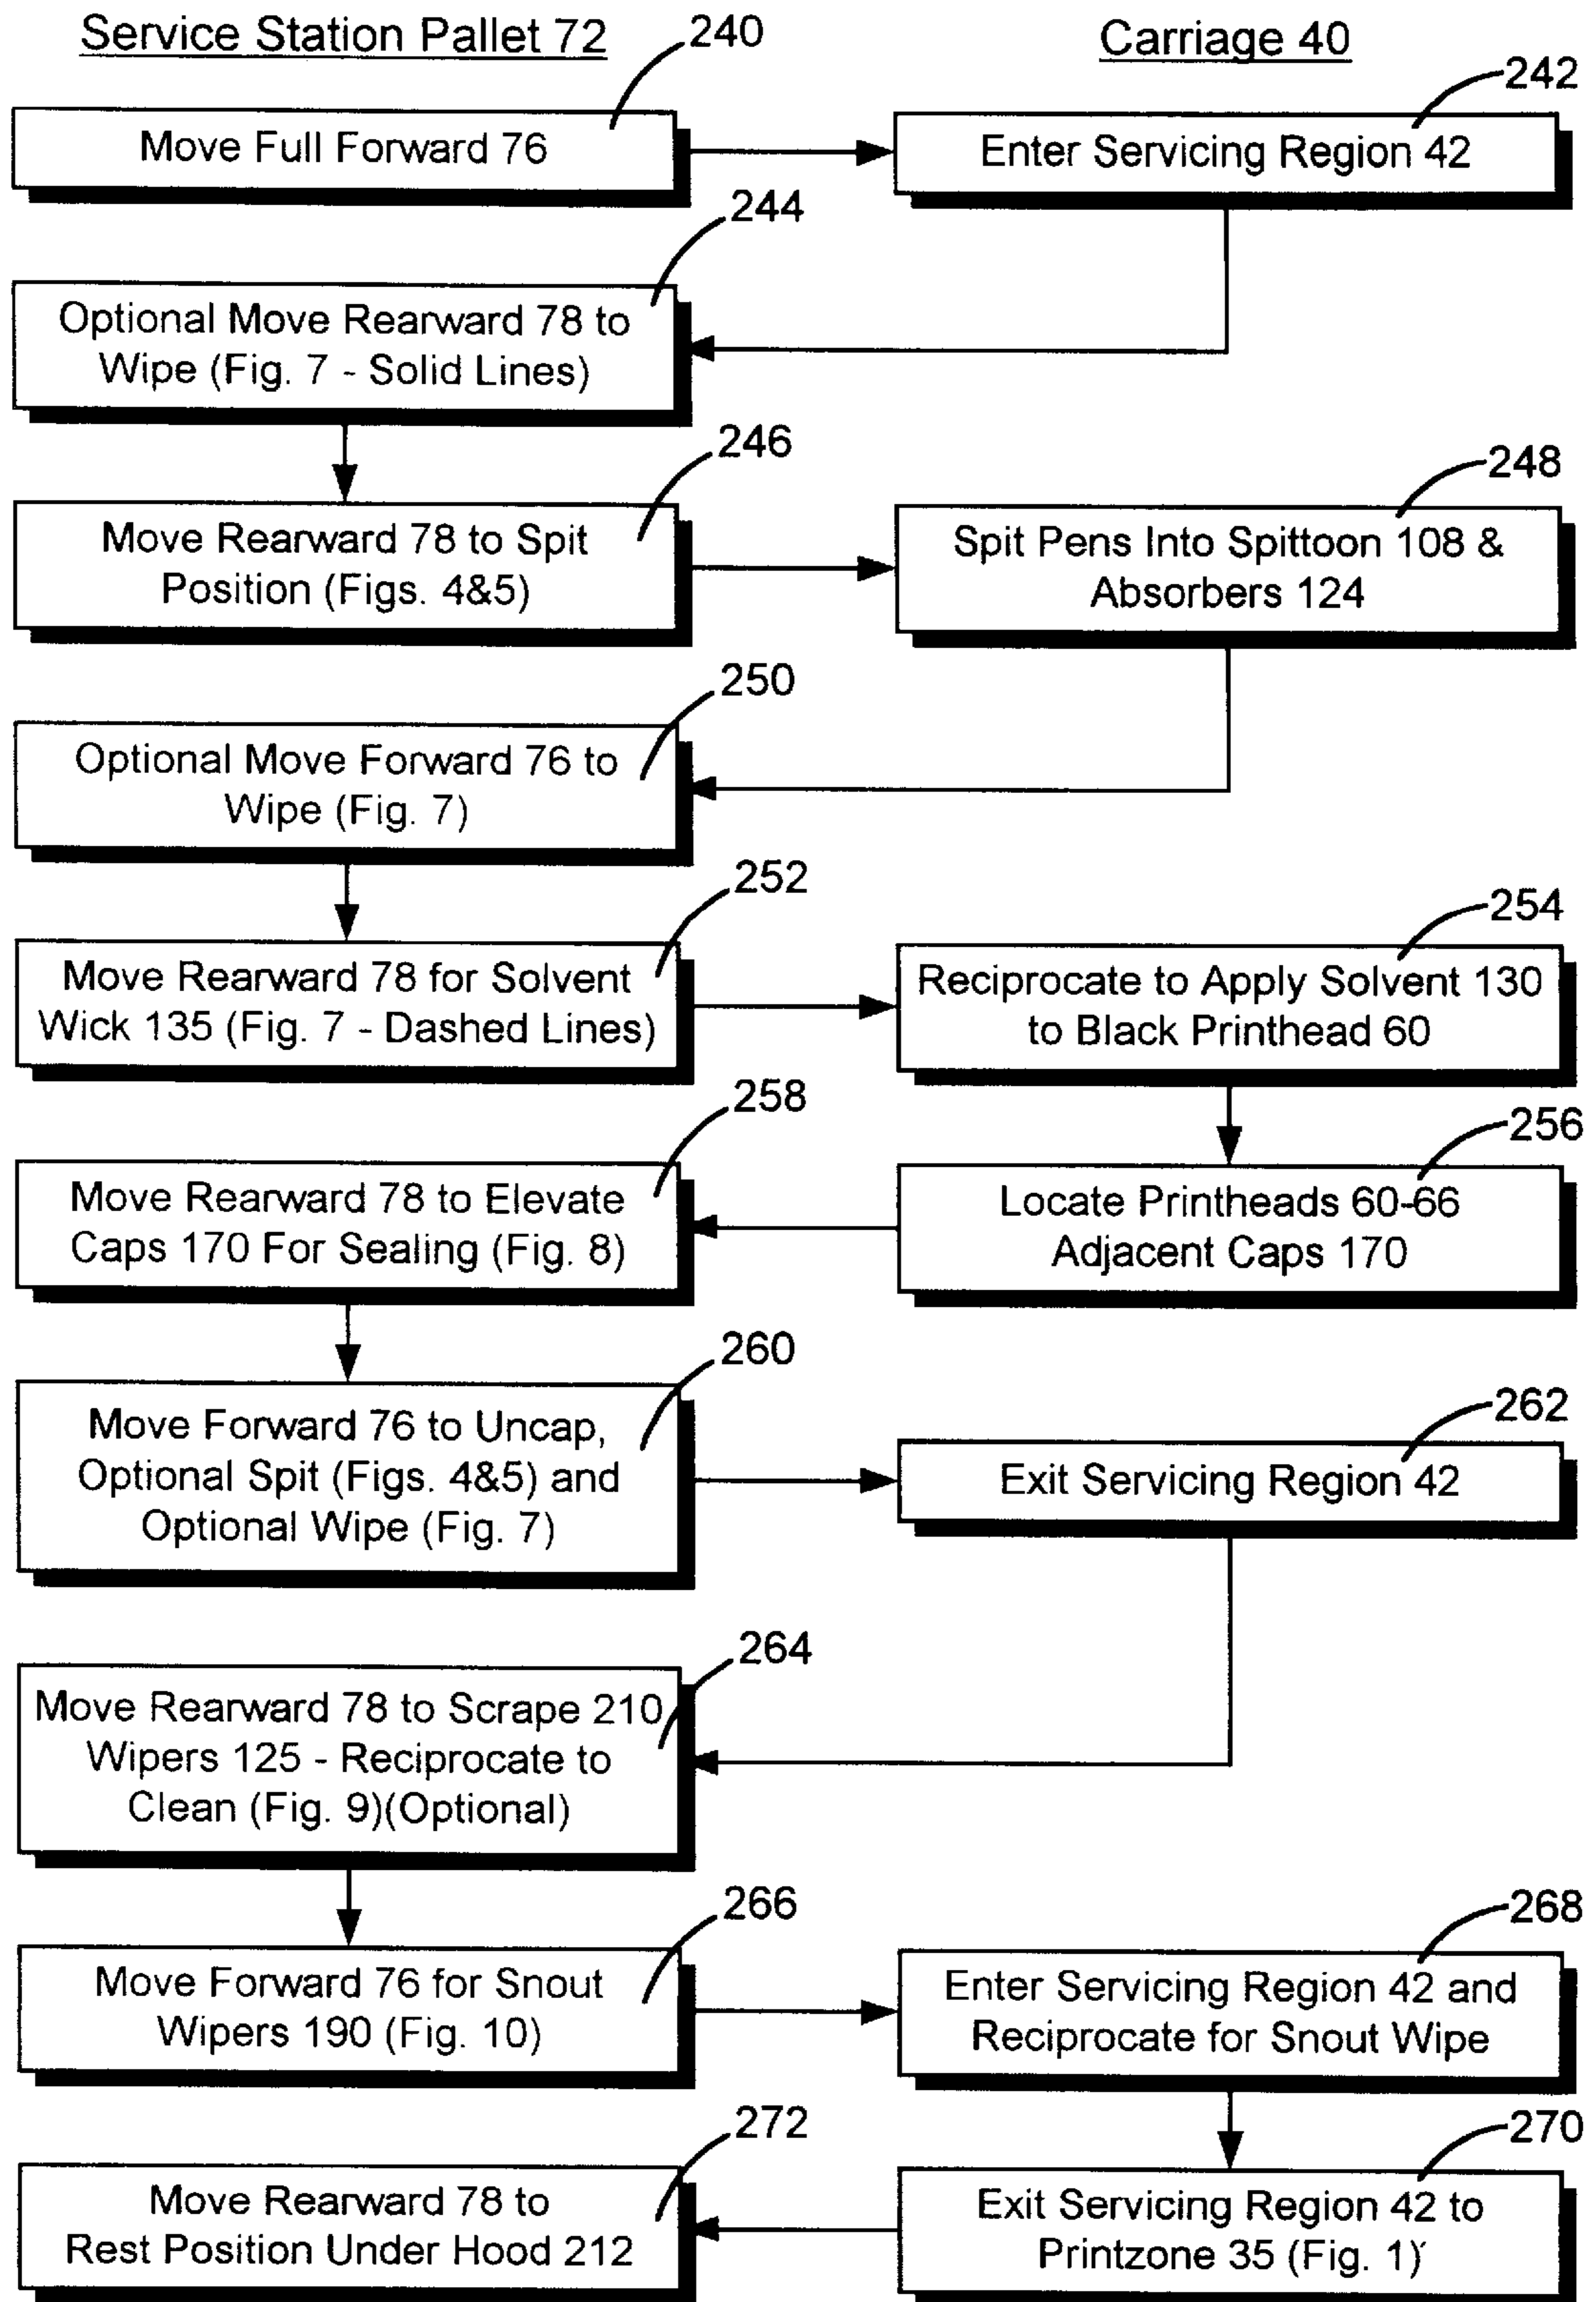 Service Station Pallet 72
240
Carriage 40
242
Move Full Forward 76
Enter Servicing Region 42
244
Optional Move Rearward 78 to
Wipe (Fig. 7 - Solid Lines)
246
Move Rearward 78 to Spit
Position (Figs. 4&5)
248
Spit Pens Into Spittoon 108 &
Absorbers 124
250
Optional Move Forward 76 to
Wipe (Fig. 7)
252
Move Rearward 78 for Solvent
Wick 135 (Fig. 7 - Dashed Lines)
254
Reciprocate to Apply Solvent 130
to Black Printhead 60
256
Locate Printheads 60-66
Adjacent Caps 170
258
Move Rearward 78 to Elevate
Caps 170 For Sealing (Fig. 8)
260
Move Forward 76 to Uncap,
Optional Spit (Figs. 4&5) and
Optional Wipe (Fig. 7)
262
Exit Servicing Region 42
264
Move Rearward 78 to Scrape 210
Wipers 125 - Reciprocate to
Clean (Fig. 9)(Optional)
266
Move Forward 76 for Snout
Wipers 190 (Fig. 10)
268
Enter Servicing Region 42 and
Reciprocate for Snout Wipe
270
Exit Servicing Region 42 to
Printzone 35 (Fig. 1)
272
Move Rearward 78 to
Rest Position Under Hood 212